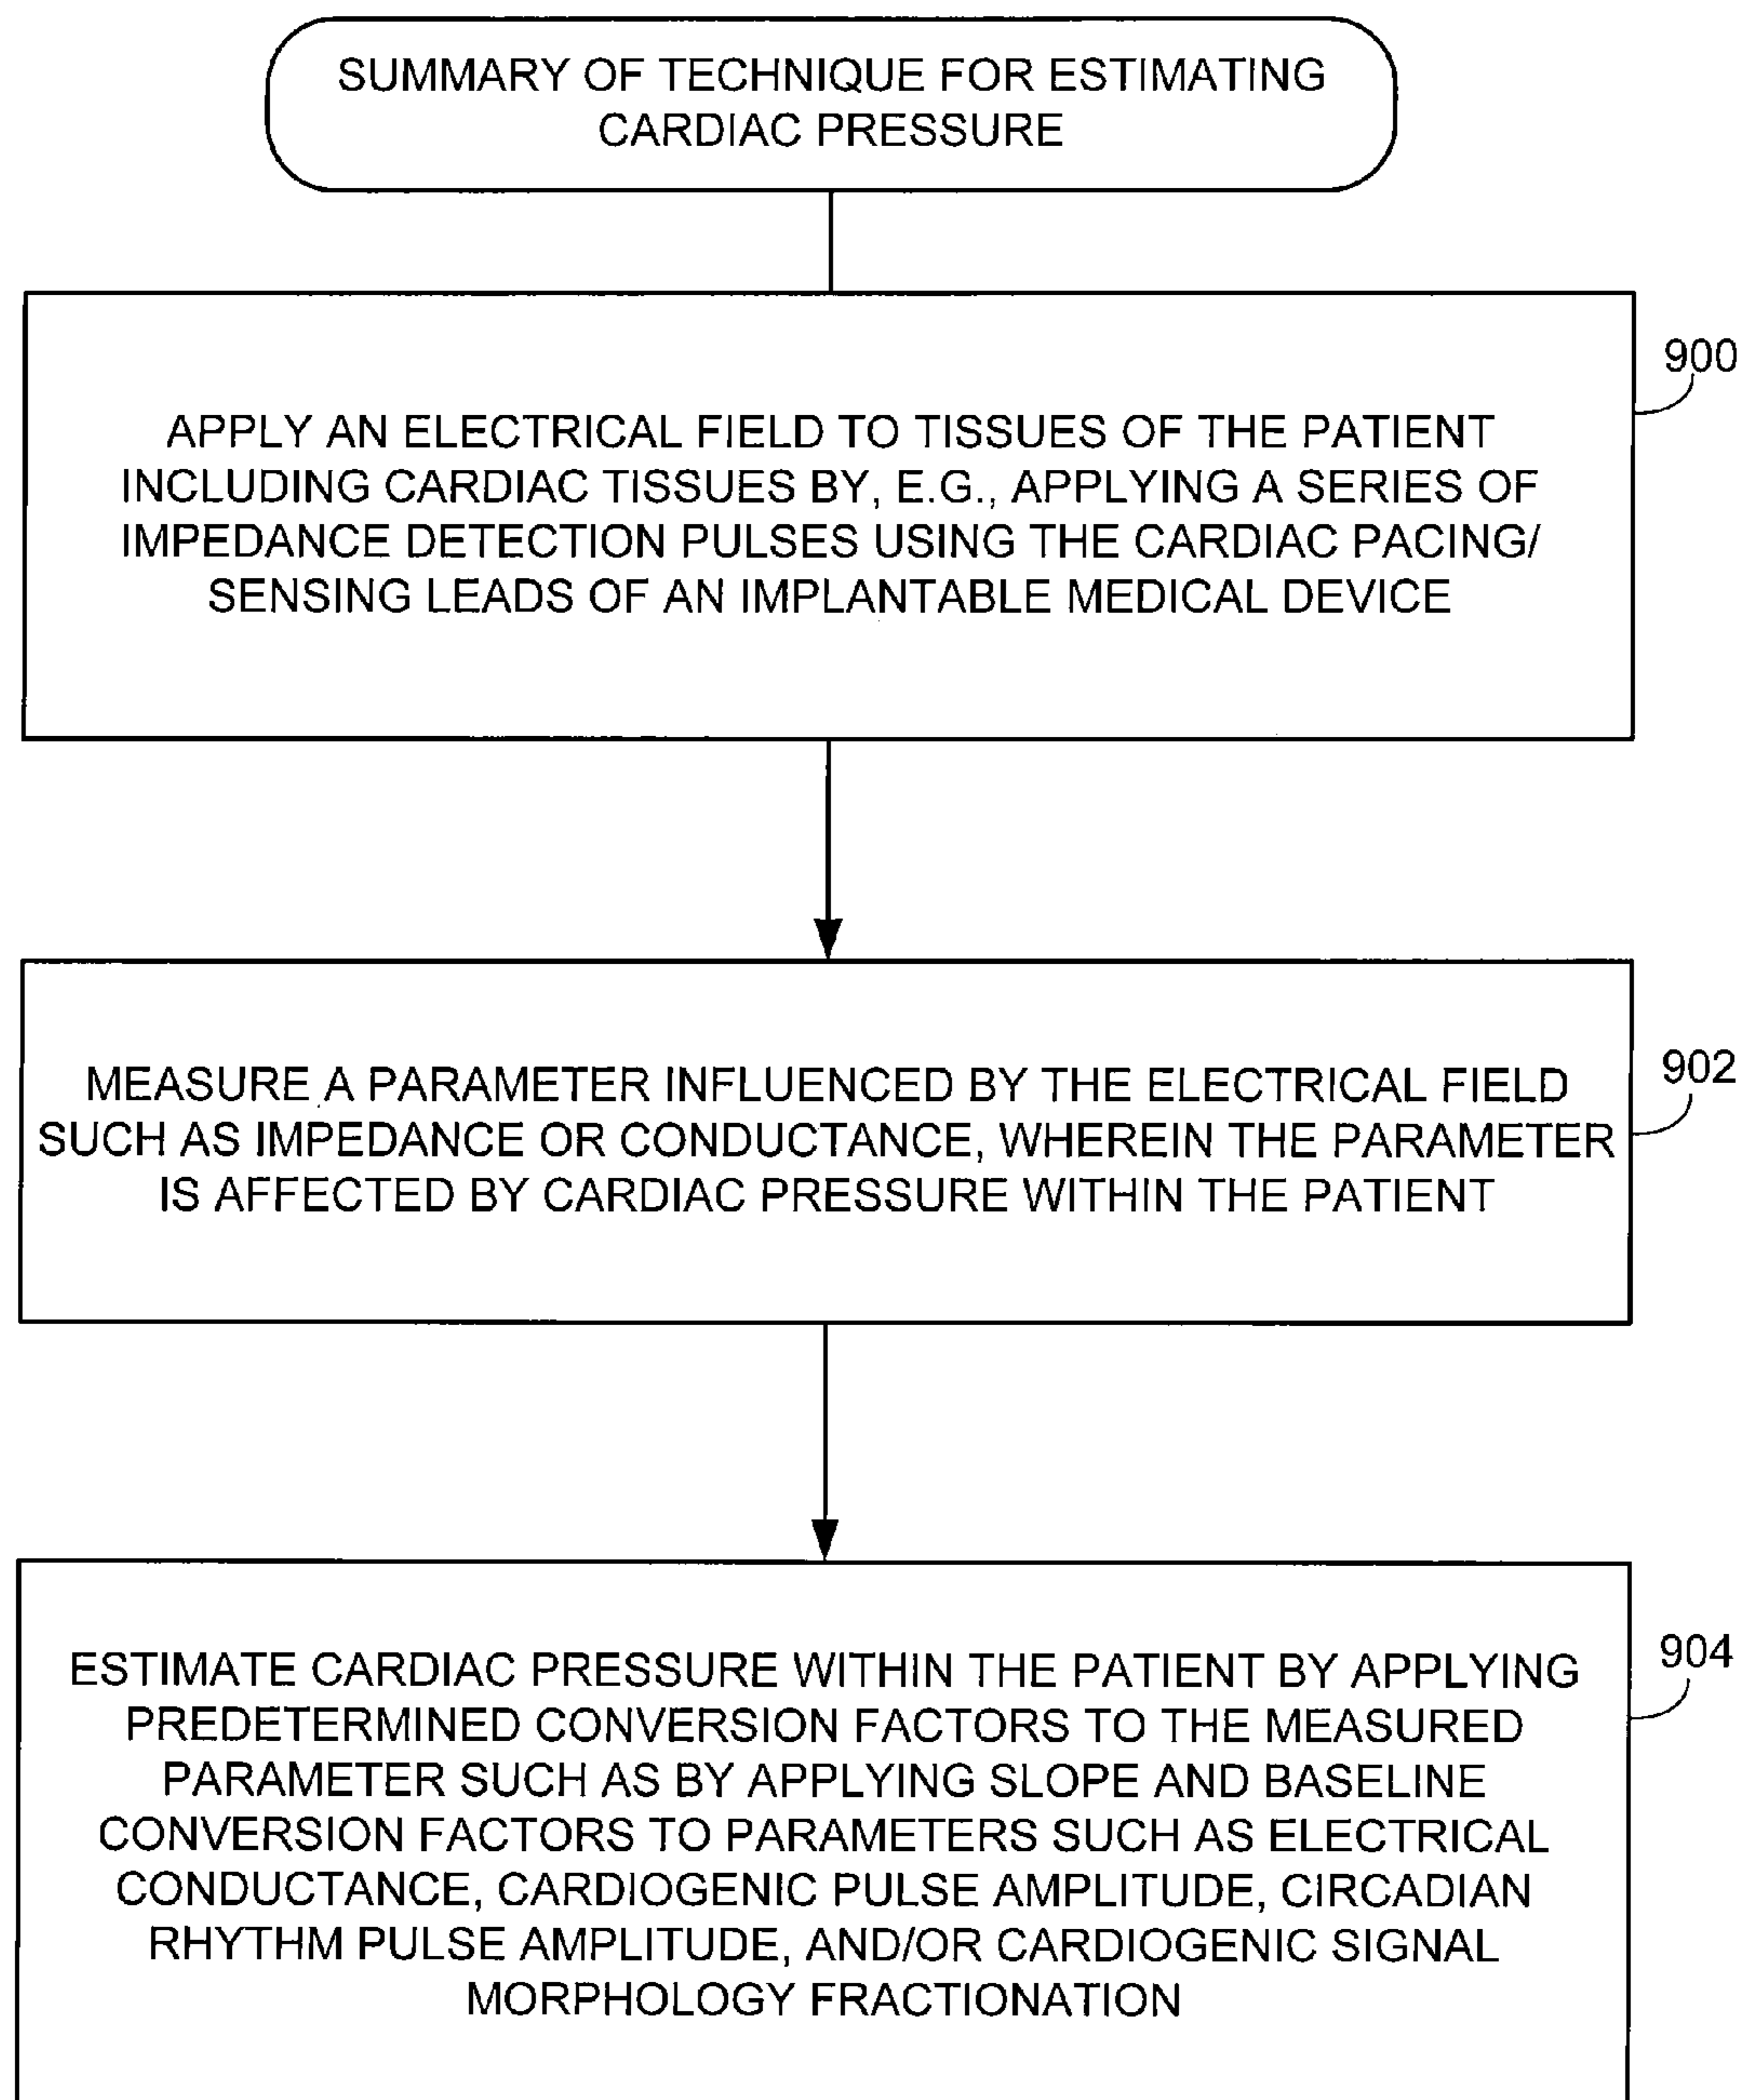 SUMMARY OF TECHNIQUE FOR ESTIMATING
CARDIAC PRESSURE
900
APPLY AN ELECTRICAL FIELD TO TISSUES OF THE PATIENT
INCLUDING CARDIAC TISSUES BY, E.G., APPLYING A SERIES OF
IMPEDANCE DETECTION PULSES USING THE CARDIAC PACING/
SENSING LEADS OF AN IMPLANTABLE MEDICAL DEVICE
902
MEASURE A PARAMETER INFLUENCED BY THE ELECTRICAL FIELD
SUCH AS IMPEDANCE OR CONDUCTANCE, WHEREIN THE PARAMETER
IS AFFECTED BY CARDIAC PRESSURE WITHIN THE PATIENT
904
ESTIMATE CARDIAC PRESSURE WITHIN THE PATIENT BY APPLYING
PREDETERMINED CONVERSION FACTORS TO THE MEASURED
PARAMETER SUCH AS BY APPLYING SLOPE AND BASELINE
CONVERSION FACTORS TO PARAMETERS SUCH AS ELECTRICAL
CONDUCTANCE, CARDIOGENIC PULSE AMPLITUDE, CIRCADIAN
RHYTHM PULSE AMPLITUDE, AND/OR CARDIOGENIC SIGNAL
MORPHOLOGY FRACTIONATION